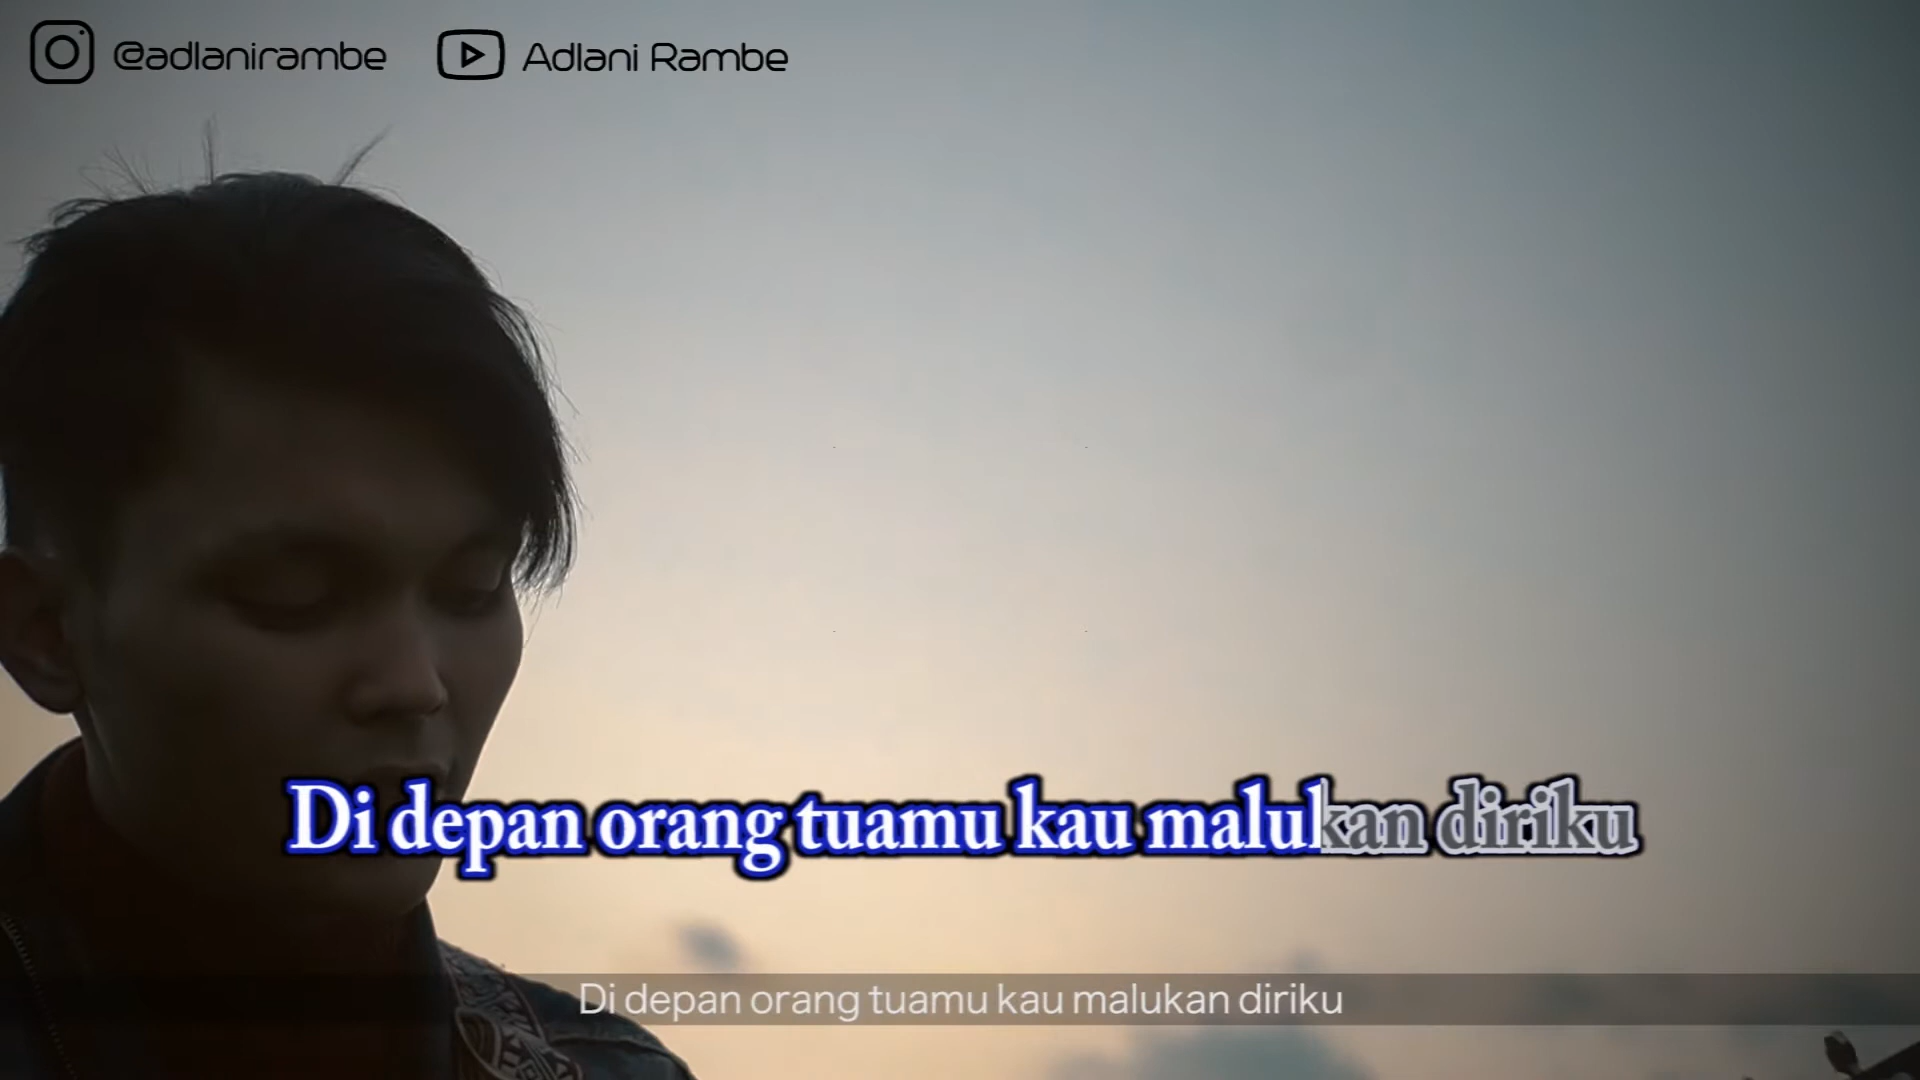 @adlanirambe Adlani Rambe
Di depan orang tuamu kau malukan diriku
Di depan orang tuamu kau malukan diriku